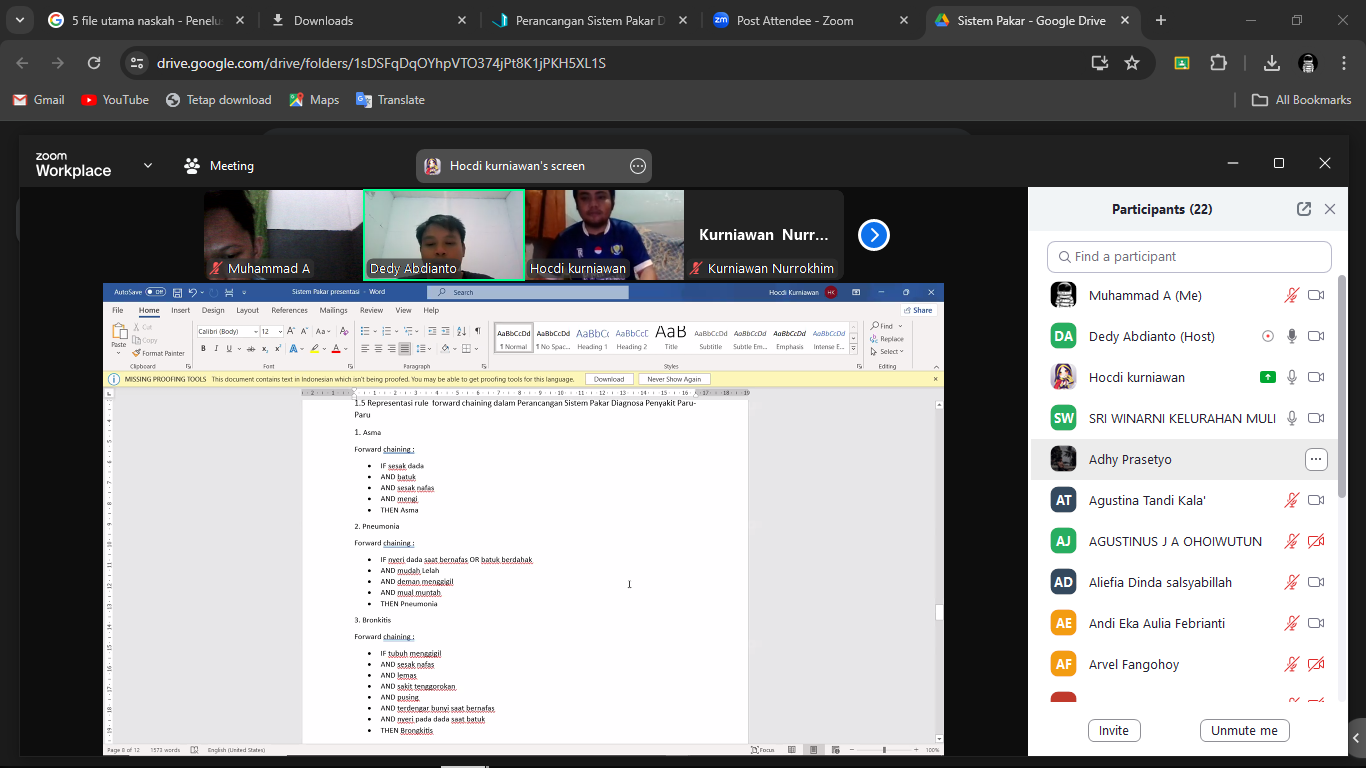 5 file utama naskah - Penelus
Downloads
Perancangan Sistem Pakar D
Post Attendee - Zoom
Sistem Pakar - Google Drive
drive.google.com/drive/folders/1sDSFqDqOYhpVTO374jPt8K1jPKH5XL1S
Gmail
YouTube
Tetap download
Maps
Translate
All Bookmarks
zoom
Workplace
Meeting
Hocdi kurniawan's screen
Muhammad A
Dedy Abdianto
Hocdi kurniawan
Kurniawan Nurr...
Kurniawan Nurrokhim
AutoSave Off
Sistem Pakar presentasi - Word
Search
Hocdi Kurniawan HK
File Home Insert Design Layout References Mailings Review View Help
Share
Paste
Cut
Copy
Format Painter
Calibri (Body) 12
AaBbCcDd AaBbCcDd AaBbCc AaBbCcC AaB AaBbCcDd AaBbCcDd AaBbCcDd AaBbCcDd
¶ Normal ¶ No Spac... Heading 1 Heading 2 Title Subtitle Subtle Em... Emphasis Intense E...
Find
Replace
Select
Clipboard Font Paragraph Styles Editing
MISSING PROOFING TOOLS This document contains text in Indonesian which isn't being proofed. You may be able to get proofing tools for this language. Download Never Show Again
1.5 Representasi rule forward chaining dalam Perancangan Sistem Pakar Diagnosa Penyakit Paru-
Paru
1. Asma
Forward chaining :
• IF sesak dada
• AND batuk
• AND sesak nafas
• AND mengi
• THEN Asma
2. Pneumonia
Forward chaining :
• IF nyeri dada saat bernafas OR batuk berdahak
• AND mudah Lelah
• AND deman menggigil
• AND mual muntah
• THEN Pneumonia
3. Bronkitis
Forward chaining :
• IF tubuh menggigil
• AND sesak nafas
• AND lemas
• AND sakit tenggorokan
• AND pusing
• AND terdengar bunyi saat bernafas
• AND nyeri pada dada saat batuk
• THEN Brongkitis
Page 8 of 12 1573 words English (United States) Focus 100%
Participants (22)
Find a participant
Muhammad A (Me)
DA Dedy Abdianto (Host)
Hocdi kurniawan
SW SRI WINARNI KELURAHAN MULI
Adhy Prasetyo
AT Agustina Tandi Kala'
AJ AGUSTINUS J A OHOIWUTUN
AD Aliefia Dinda salsyabillah
AE Andi Eka Aulia Febrianti
AF Arvel Fangohoy
Invite
Unmute me